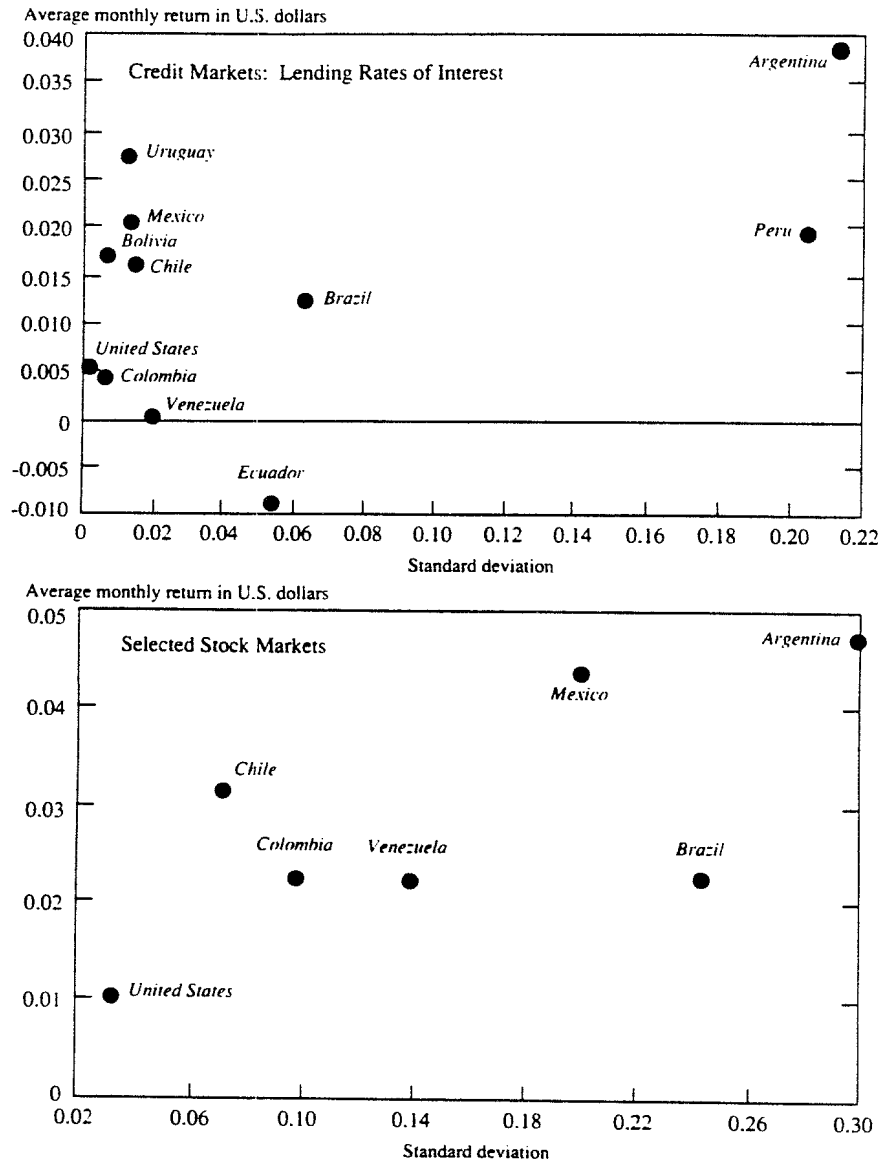 Average monthly return in U.S. dollars
0.040
Argentina
Credit Markets: Lending Rates of Interest
0.035
0.030
Uruguay
0.025
Mexico
0.020
Peru
Bolivia
Chile
0.015
Brazil
0.010
United States
0.005
Colombia
Venezuela
0
-0.005
Ecuador
-0.010
0 0.02 0.04 0.06 0.08 0.10 0.12 0.14 0.16 0.18 0.20 0.22
Standard deviation
Average monthly return in U.S. dollars
0.05
Selected Stock Markets
Argentina
Mexico
0.04
Chile
0.03
Colombia Venezuela Brazil
0.02
United States
0.01
0
0.02 0.06 0.10 0.14 0.18 0.22 0.26 0.30
Standard deviation